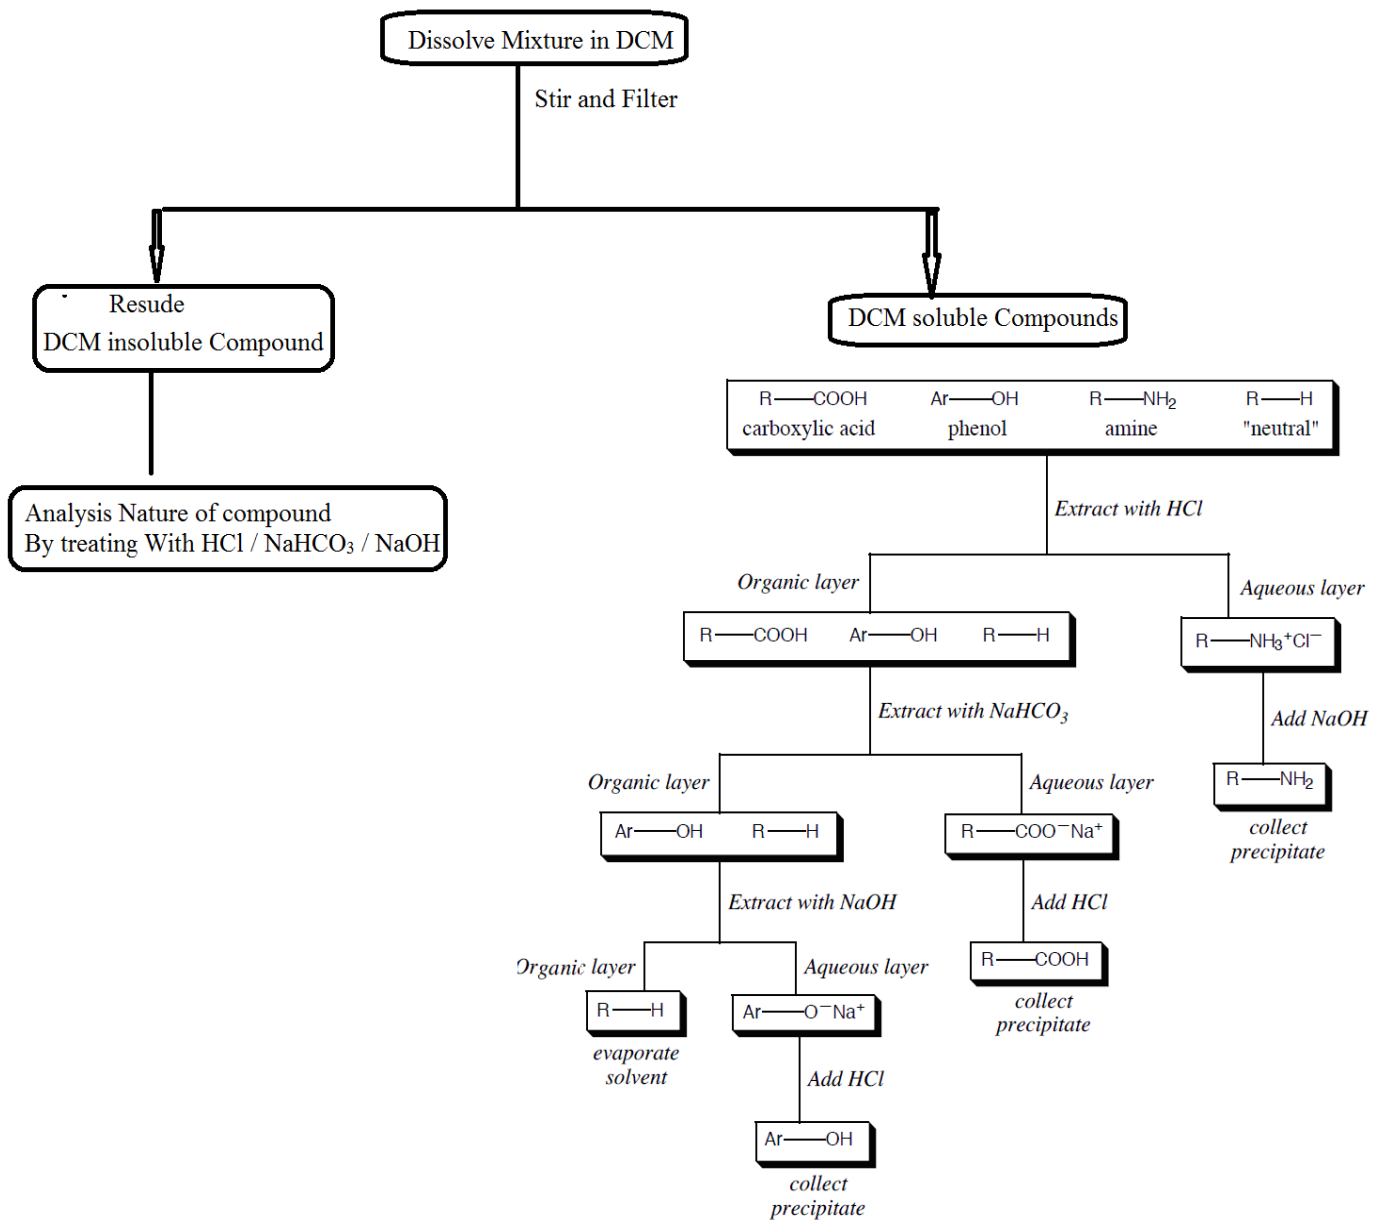 Dissolve Mixture in DCM
Stir and Filter
Resude
DCM insoluble Compound
DCM soluble Compounds
Analysis Nature of compound
By treating With HCl / NaHCO₃ / NaOH
R—COOH Ar—OH R—NH₂ R—H
carboxylic acid phenol amine "neutral"
Extract with HCl
Organic layer
Aqueous layer
R—COOH Ar—OH R—H
R—NH₃⁺Cl⁻
Extract with NaHCO₃
Add NaOH
Organic layer
Aqueous layer
R—NH₂
collect
precipitate
Ar—OH R—H
R—COO⁻Na⁺
Extract with NaOH
Add HCl
Organic layer
Aqueous layer
R—COOH
collect
precipitate
R—H
evaporate
solvent
Ar—O⁻Na⁺
Add HCl
Ar—OH
collect
precipitate